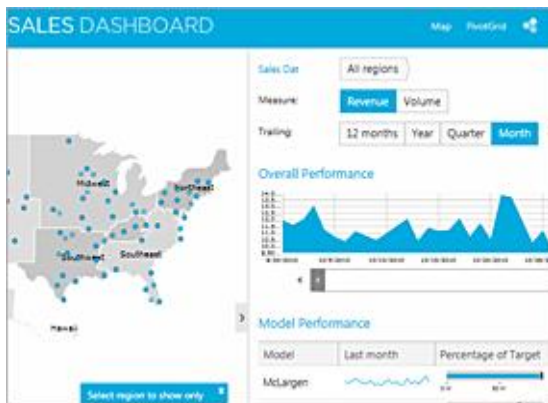 SALES DASHBOARD
Map PivotGrid
Sales Dat All regions
Measure: Revenue Volume
Trailing: 12 months Year Quarter Month
Overall Performance
Midwest
Northeast
Southwest
Southeast
Hawaii
Model Performance
Model Last month Percentage of Target
McLargen
Select region to show only